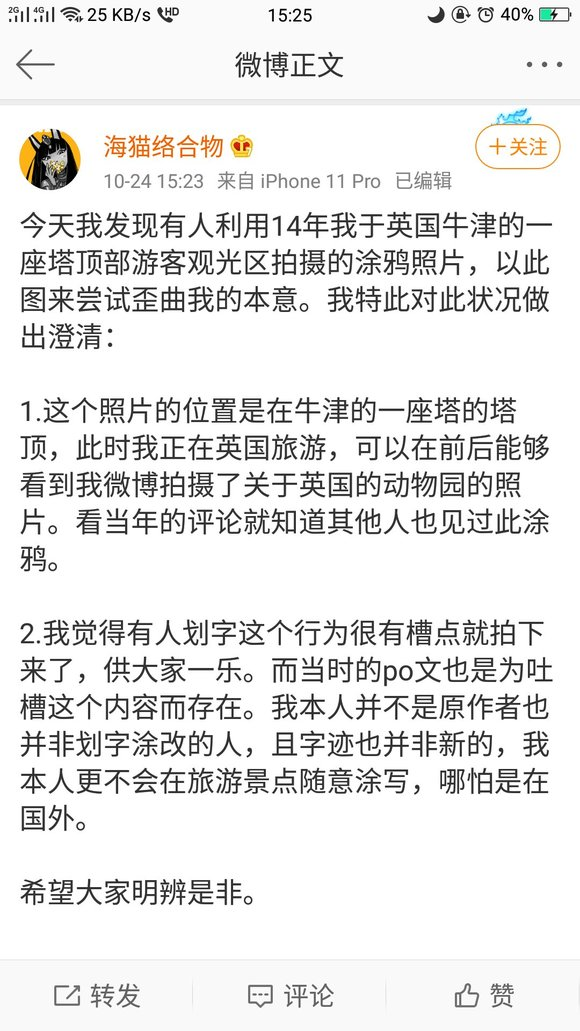 2G 4G 25 KB/s HD 15:25 40%
微博正文
海猫络合物
10-24 15:23 来自 iPhone 11 Pro 已编辑
+关注
今天我发现有人利用14年我于英国牛津的一
座塔顶部游客观光区拍摄的涂鸦照片，以此
图来尝试歪曲我的本意。我特此对此状况做
出澄清：
1.这个照片的位置是在牛津的一座塔的塔
顶，此时我正在英国旅游，可以在前后能够
看到我微博拍摄了关于英国的动物园的照
片。看当年的评论就知道其他人也见过此涂
鸦。
2.我觉得有人划字这个行为很有槽点就拍下
来了，供大家一乐。而当时的po文也是为吐
槽这个内容而存在。我本人并不是原作者也
并非划字涂改的人，且字迹也并非新的，我
本人更不会在旅游景点随意涂写，哪怕是在
国外。
希望大家明辨是非。
转发 评论 赞